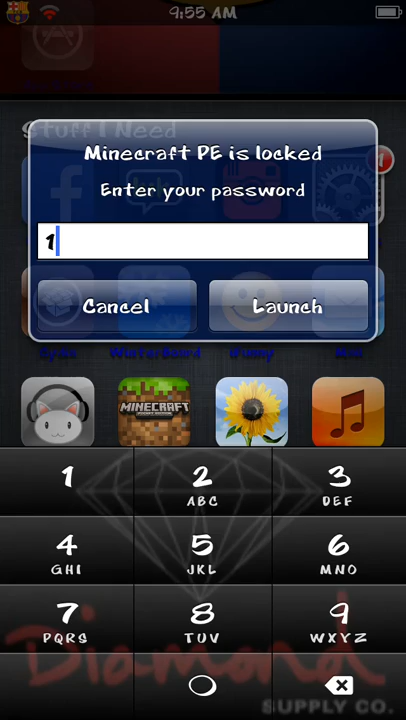 9:55 AM
Stuff I Need
1
Minecraft PE is locked
Enter your password
1
Cancel
Launch
Cydia
WinterBoard
iFunny
MINECRAFT
1
2
ABC
3
DEF
4
GHI
5
JKL
6
MNO
7
PQRS
8
TUV
9
WXYZ
0
Diamond
SUPPLY CO.